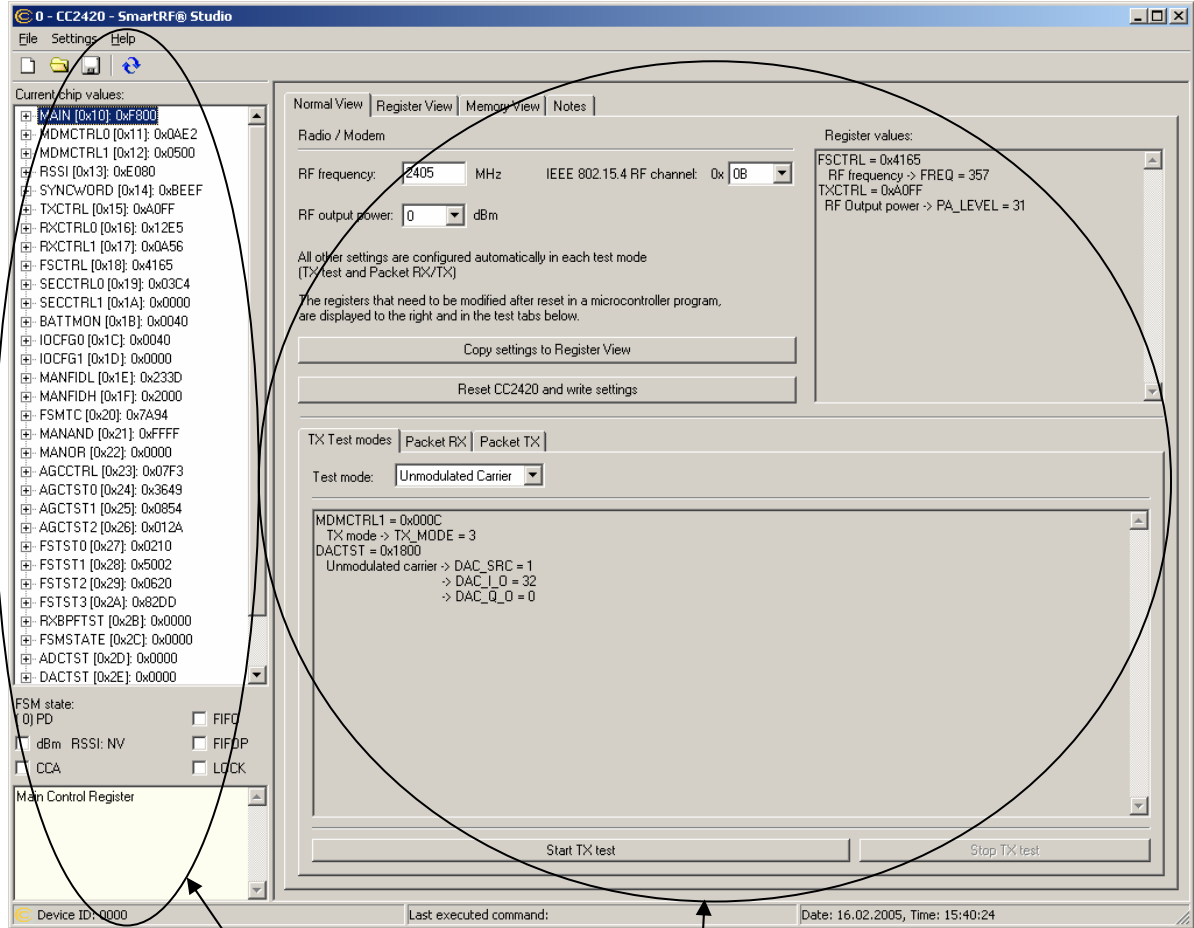 0 - CC2420 - SmartRF® Studio
File Settings Help
Current chip values:
MAIN [0x10]: 0xF800
MDMCTRL0 [0x11]: 0x0AE2
MDMCTRL1 [0x12]: 0x0500
RSSI [0x13]: 0xE080
SYNCWORD [0x14]: 0xBEEF
TXCTRL [0x15]: 0xA0FF
RXCTRL0 [0x16]: 0x12E5
RXCTRL1 [0x17]: 0x0A56
FSCTRL [0x18]: 0x4165
SECCTRL0 [0x19]: 0x03C4
SECCTRL1 [0x1A]: 0x0000
BATTMON [0x1B]: 0x0040
IOCFG0 [0x1C]: 0x0040
IOCFG1 [0x1D]: 0x0000
MANFIDL [0x1E]: 0x233D
MANFIDH [0x1F]: 0x2000
FSMTC [0x20]: 0x7A94
MANAND [0x21]: 0xFFFF
MANOR [0x22]: 0x0000
AGCCTRL [0x23]: 0x07F3
AGCTST0 [0x24]: 0x3649
AGCTST1 [0x25]: 0x0854
AGCTST2 [0x26]: 0x012A
FSTST0 [0x27]: 0x0210
FSTST1 [0x28]: 0x5002
FSTST2 [0x29]: 0x0620
FSTST3 [0x2A]: 0x82DD
RXBPFTST [0x2B]: 0x0000
FSMSTATE [0x2C]: 0x0000
ADCTST [0x2D]: 0x0000
DACTST [0x2E]: 0x0000
FSM state:
( 0) PD FIFO
dBm RSSI: NV FIFOP
CCA LOCK
Main Control Register
Normal View Register View Memory View Notes
Radio / Modem
RF frequency: 2405 MHz IEEE 802.15.4 RF channel: 0x 0B
RF output power: 0 dBm
All other settings are configured automatically in each test mode
(TX test and Packet RX/TX)
The registers that need to be modified after reset in a microcontroller program,
are displayed to the right and in the test tabs below.
Copy settings to Register View
Reset CC2420 and write settings
Register values:
FSCTRL = 0x4165
RF frequency -> FREQ = 357
TXCTRL = 0xA0FF
RF Output power -> PA_LEVEL = 31
TX Test modes Packet RX Packet TX
Test mode: Unmodulated Carrier
MDMCTRL1 = 0x000C
TX mode -> TX_MODE = 3
DACTST = 0x1800
Unmodulated carrier -> DAC_SRC = 1
-> DAC_I_O = 32
-> DAC_Q_O = 0
Start TX test Stop TX test
Device ID: 0000 Last executed command: Date: 16.02.2005, Time: 15:40:24